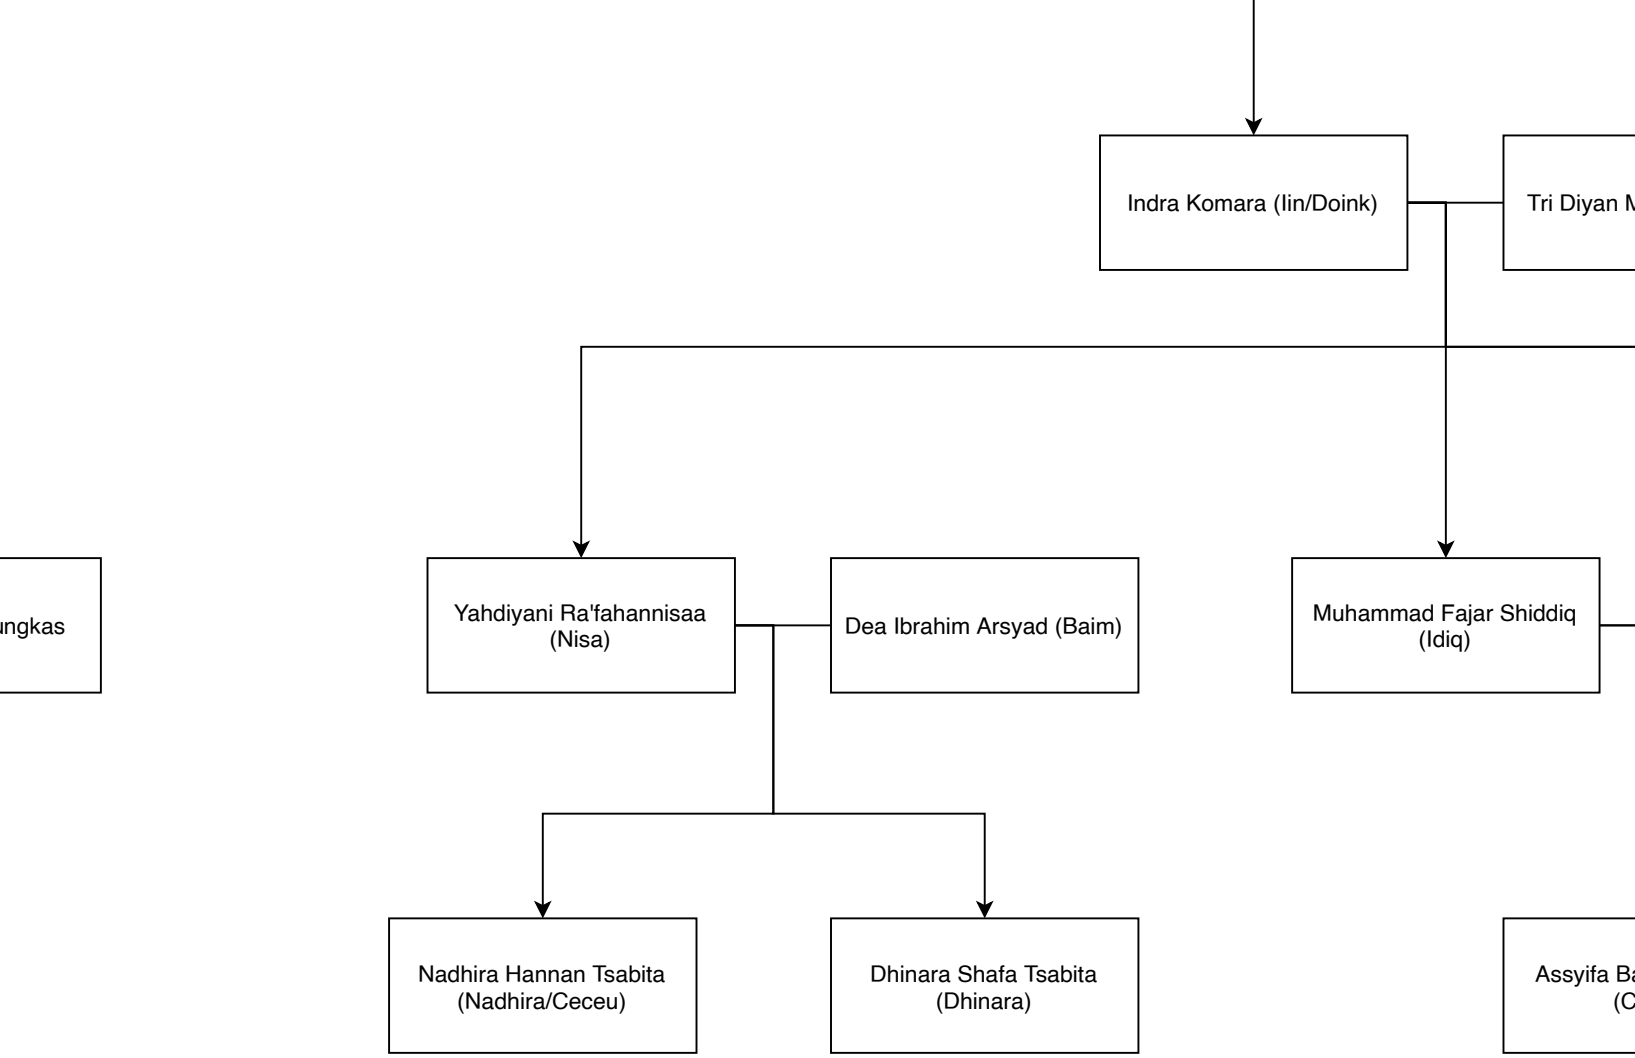 Indra Komara (Iin/Doink)
Tri Diyan
ungkas
Yahdiyani Ra'fahannisaa
(Nisa)
Dea Ibrahim Arsyad (Baim)
Muhammad Fajar Shiddiq
(Idiq)
Nadhira Hannan Tsabita
(Nadhira/Ceceu)
Dhinara Shafa Tsabita
(Dhinara)
Assyifa